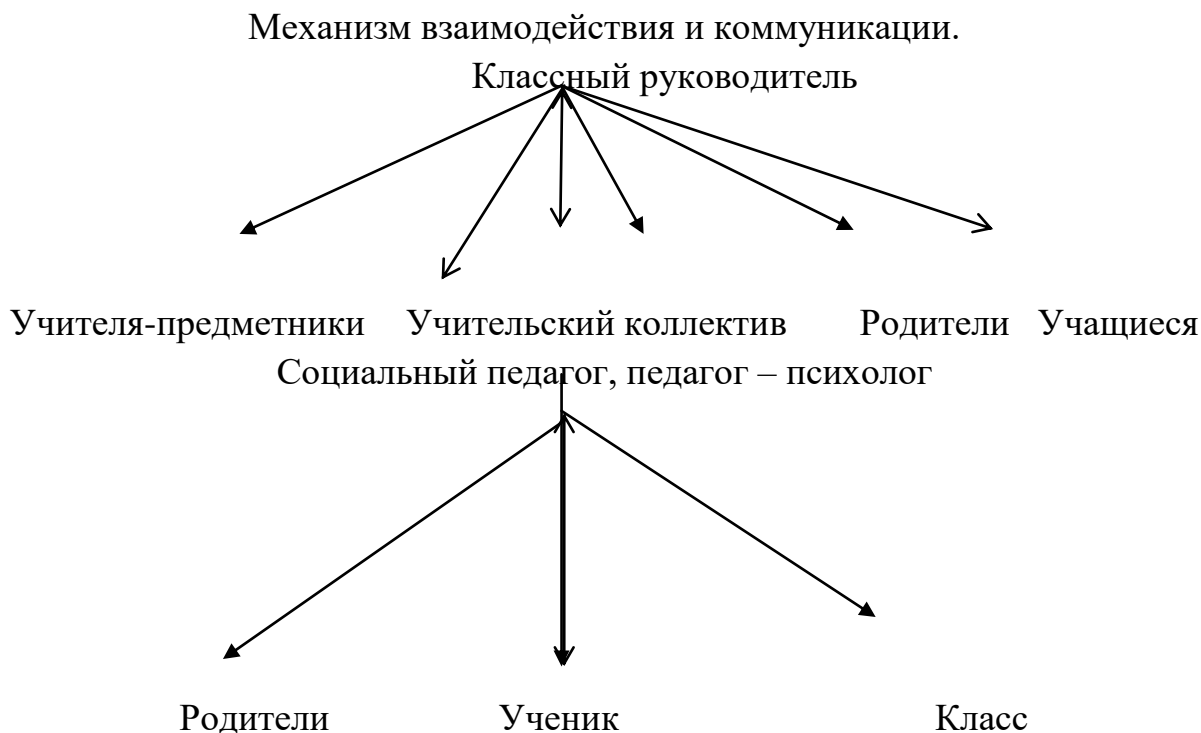 Механизм взаимодействия и коммуникации.
Классный руководитель
Учителя-предметники Учительский коллектив Родители Учащиеся
Социальный педагог, педагог – психолог
Родители Ученик Класс